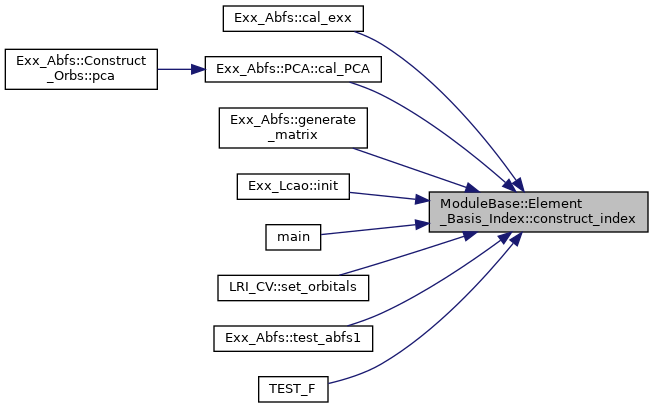 Exx_Abfs::cal_exx
Exx_Abfs::Construct
_Orbs::pca
Exx_Abfs::PCA::cal_PCA
Exx_Abfs::generate
_matrix
Exx_Lcao::init
ModuleBase::Element
_Basis_Index::construct_index
main
LRI_CV::set_orbitals
Exx_Abfs::test_abfs1
TEST_F